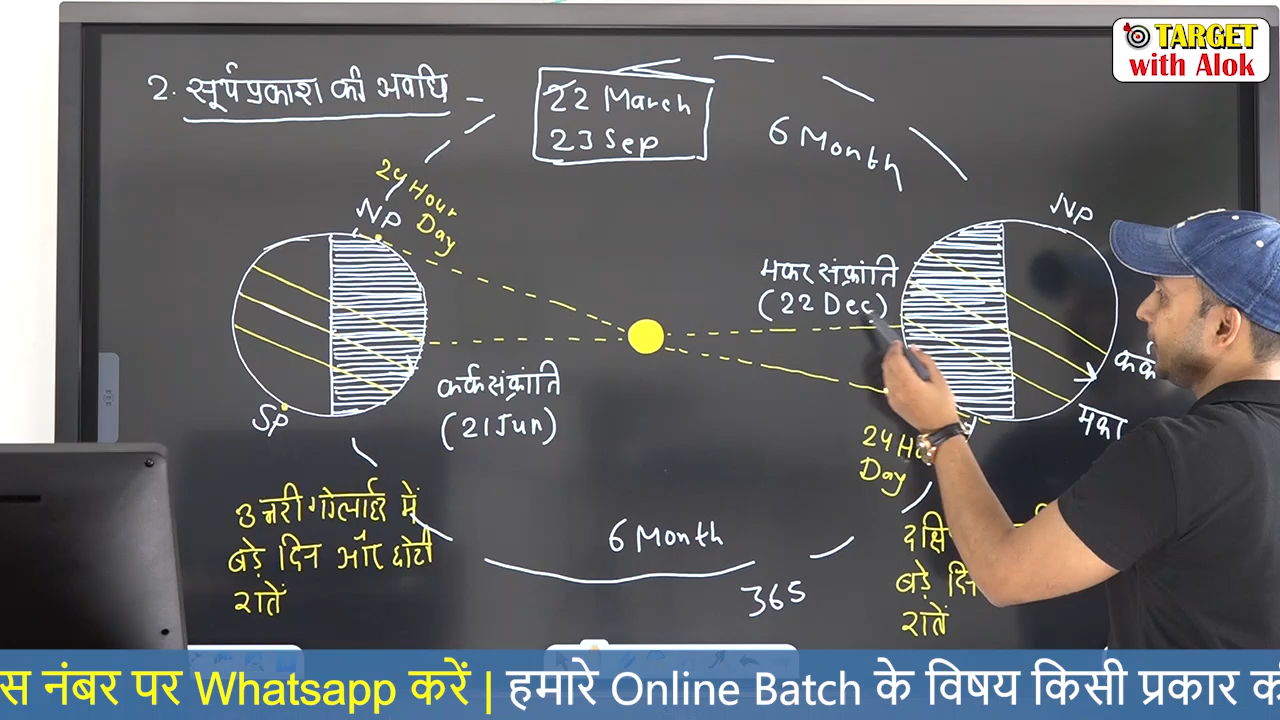 TARGET
with Alok
2. सूर्यप्रकाश की अवधि -
22 March
23 Sep
6 Month
24 Hour
Day
NP
NP
मकर संक्रांति
(22 Dec)
कर्क संक्रांति
(21 Jun)
SP
कर्क
24 Ho
Day
उत्तरी गोलार्द्ध में
बड़े दिन और छोटी
रातें
6 Month
365
बड़े दिन
रातें
स नंबर पर Whatsapp करें | हमारे Online Batch के विषय किसी प्रकार क